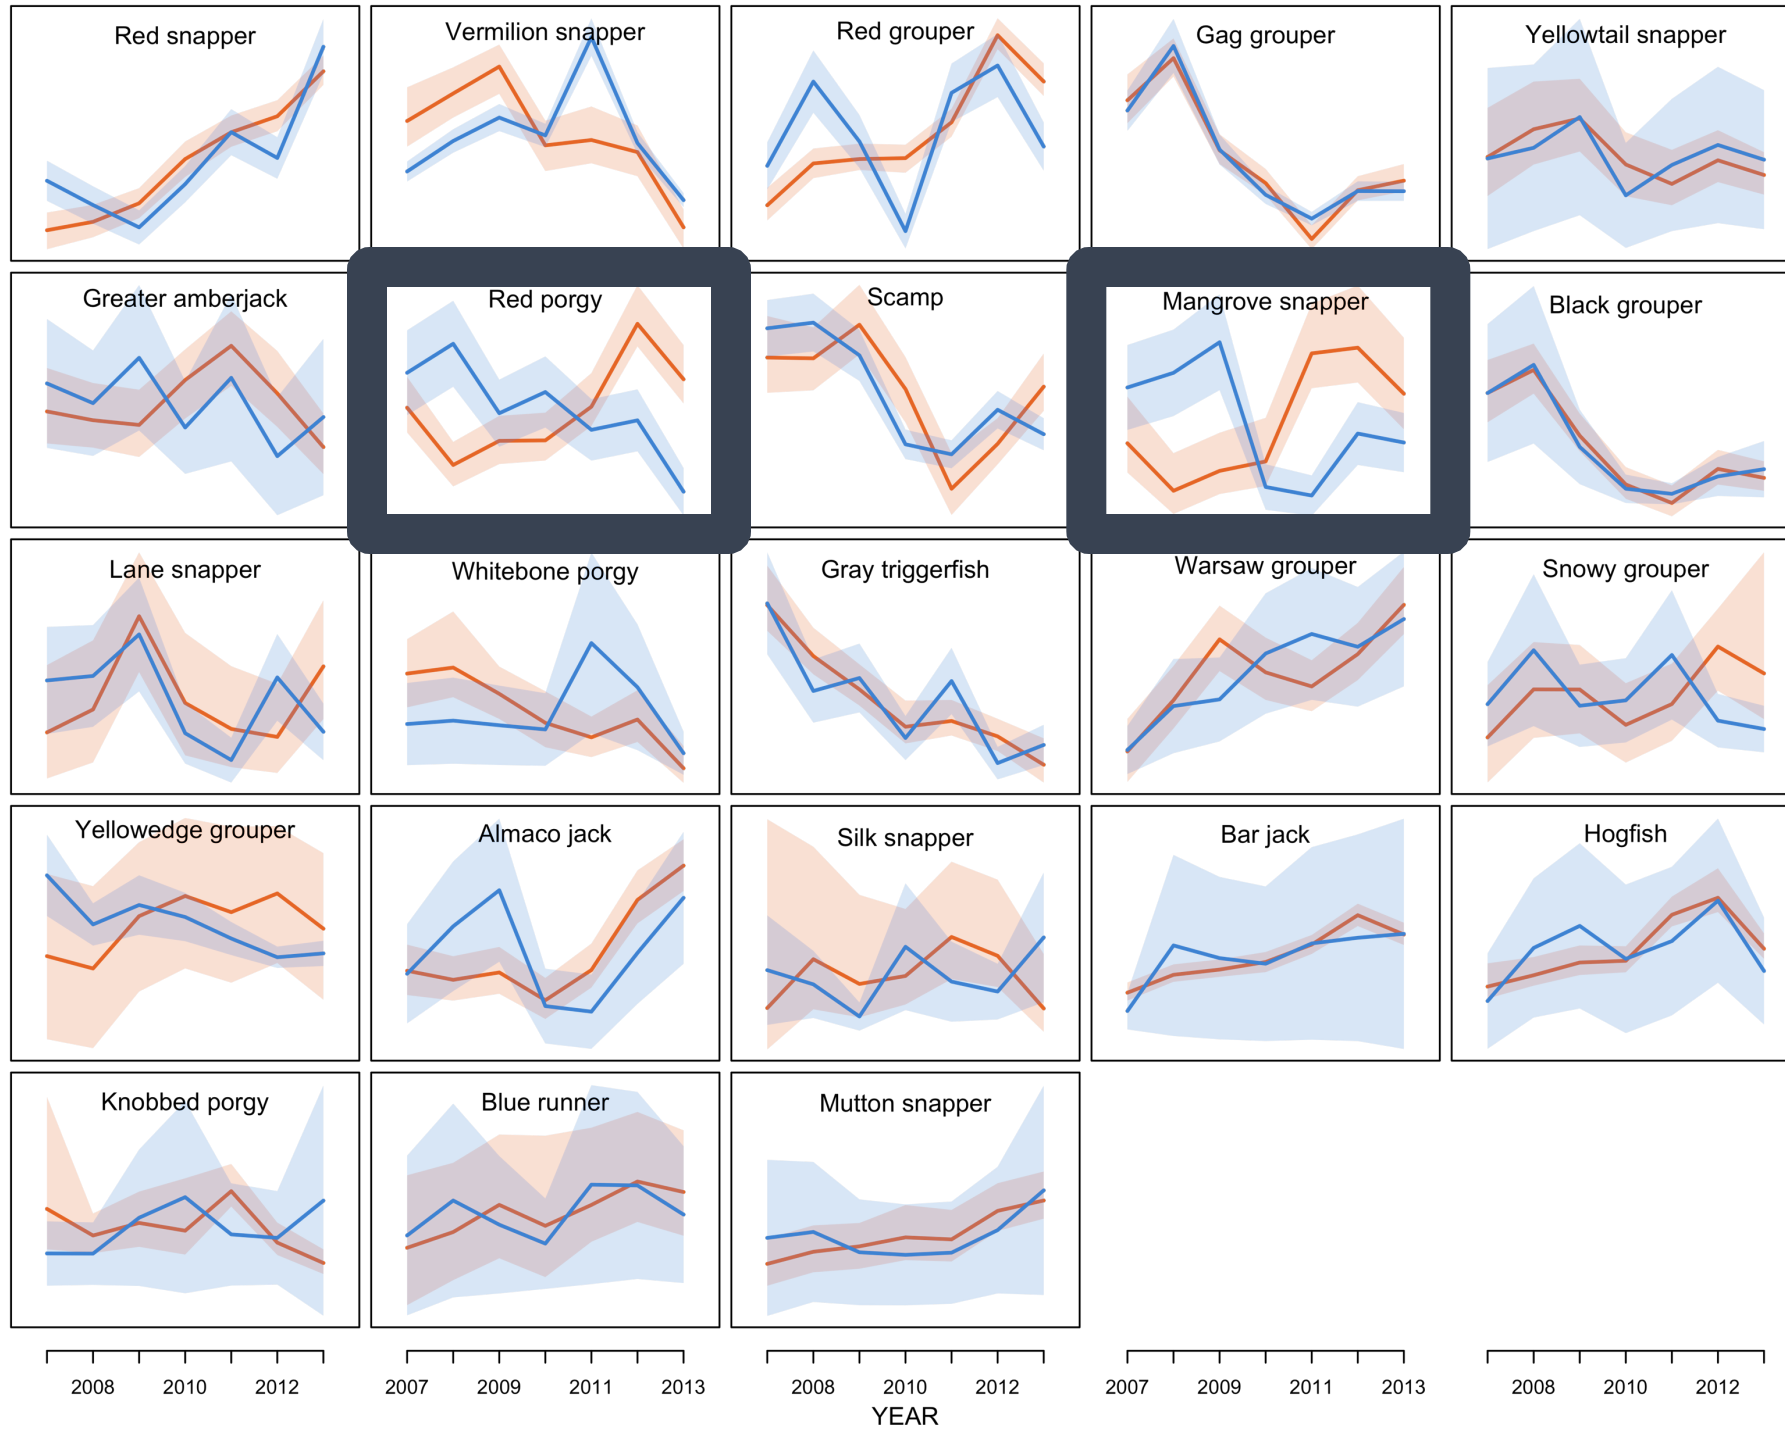 Red snapper
Vermilion snapper
Red grouper
Gag grouper
Yellowtail snapper
Greater amberjack
Red porgy
Scamp
Mangrove snapper
Black grouper
Lane snapper
Whitebone porgy
Gray triggerfish
Warsaw grouper
Snowy grouper
Yellowedge grouper
Almaco jack
Silk snapper
Bar jack
Hogfish
Knobbed porgy
Blue runner
Mutton snapper
2008 2010 2012 2007 2009 2011 2013 2008 2010 2012 2007 2009 2011 2013 2008 2010 2012
YEAR